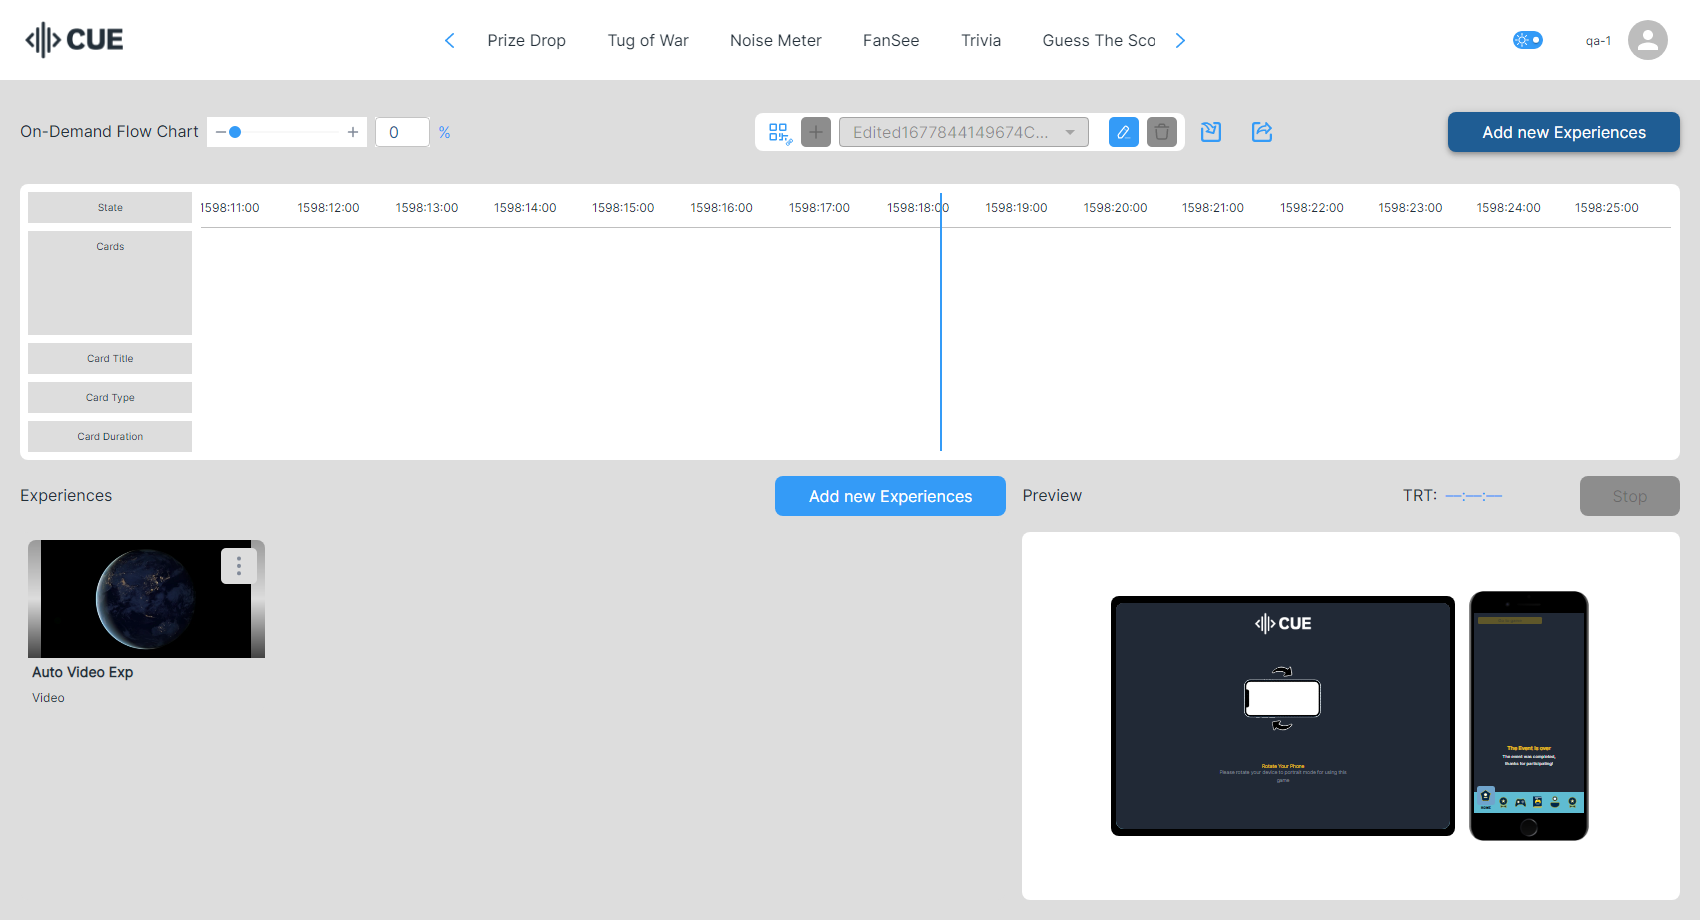 CUE
Prize Drop
Tug of War
Noise Meter
FanSee
Trivia
Guess The Sco
qa-1
On-Demand Flow Chart
0
%
Edited1677844149674C...
Add new Experiences
State
1598:11:00
1598:12:00
1598:13:00
1598:14:00
1598:15:00
1598:16:00
1598:17:00
1598:18:00
1598:19:00
1598:20:00
1598:21:00
1598:22:00
1598:23:00
1598:24:00
1598:25:00
Cards
Card Title
Card Type
Card Duration
Experiences
Add new Experiences
Preview
TRT: —:—:—
Stop
Auto Video Exp
Video
CUE
Rotate Your Phone
Please rotate your device to portrait mode for using this
game
The Event is over
The event was completed,
thanks for participating!
HOME